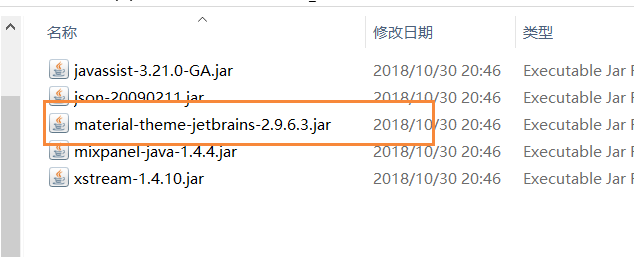 名称 修改日期 类型
javassist-3.21.0-GA.jar 2018/10/30 20:46 Executable Jar F
json-20090211.jar 2018/10/30 20:46 Executable Jar F
material-theme-jetbrains-2.9.6.3.jar 2018/10/30 20:46 Executable Jar F
mixpanel-java-1.4.4.jar 2018/10/30 20:46 Executable Jar F
xstream-1.4.10.jar 2018/10/30 20:46 Executable Jar F